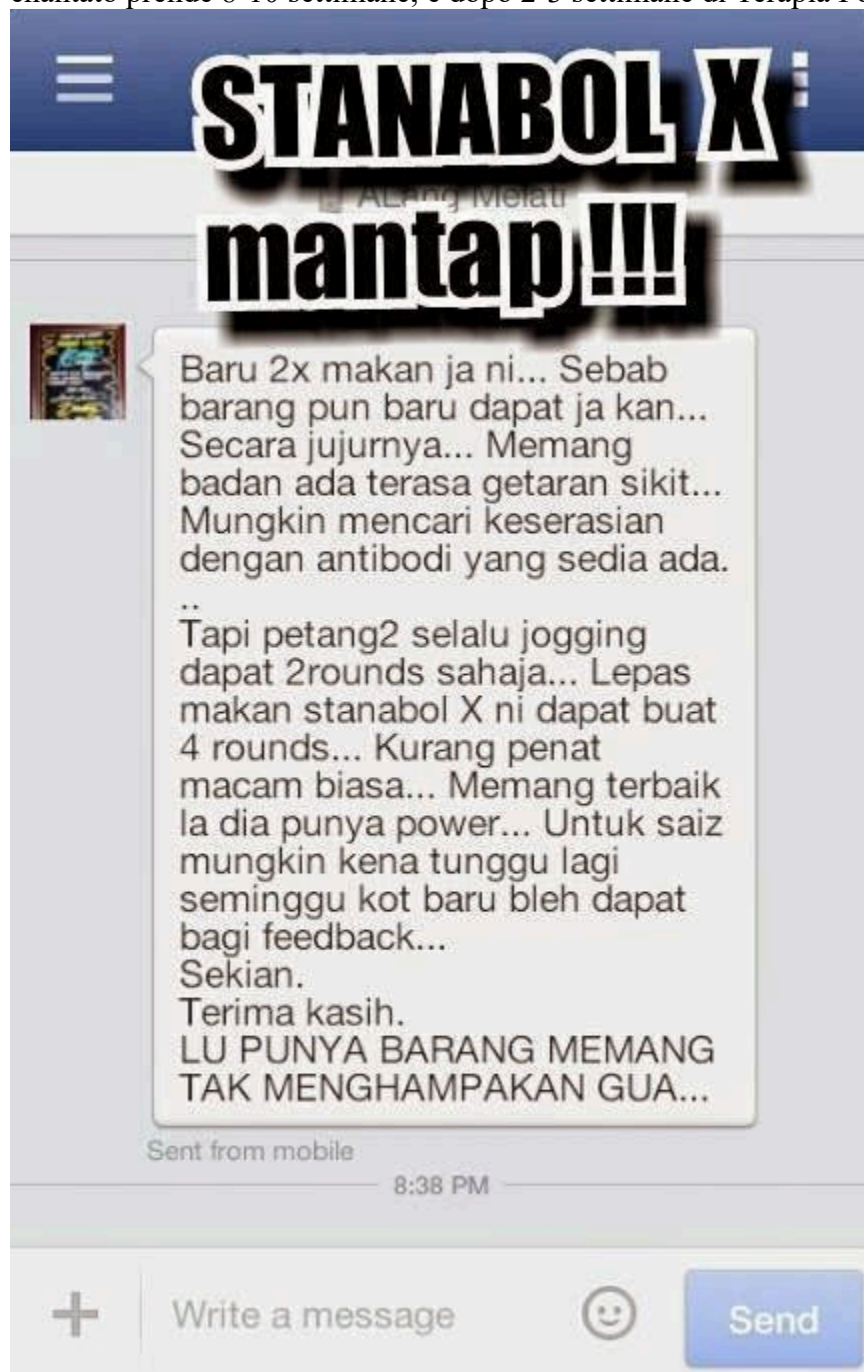 STANABOL X
ALang Melati
mantap !!!
Baru 2x makan ja ni... Sebab
barang pun baru dapat ja kan...
Secara jujurnya... Memang
badan ada terasa getaran sikit...
Mungkin mencari keserasian
dengan antibodi yang sedia ada.
..
Tapi petang2 selalu jogging
dapat 2rounds sahaja... Lepas
makan stanabol X ni dapat buat
4 rounds... Kurang penat
macam biasa... Memang terbaik
la dia punya power... Untuk saiz
mungkin kena tunggu lagi
seminggu kot baru bleh dapat
bagi feedback...
Sekian.
Terima kasih.
LU PUNYA BARANG MEMANG
TAK MENGHAMPAKAN GUA...
Sent from mobile
8:38 PM
Write a message
Send